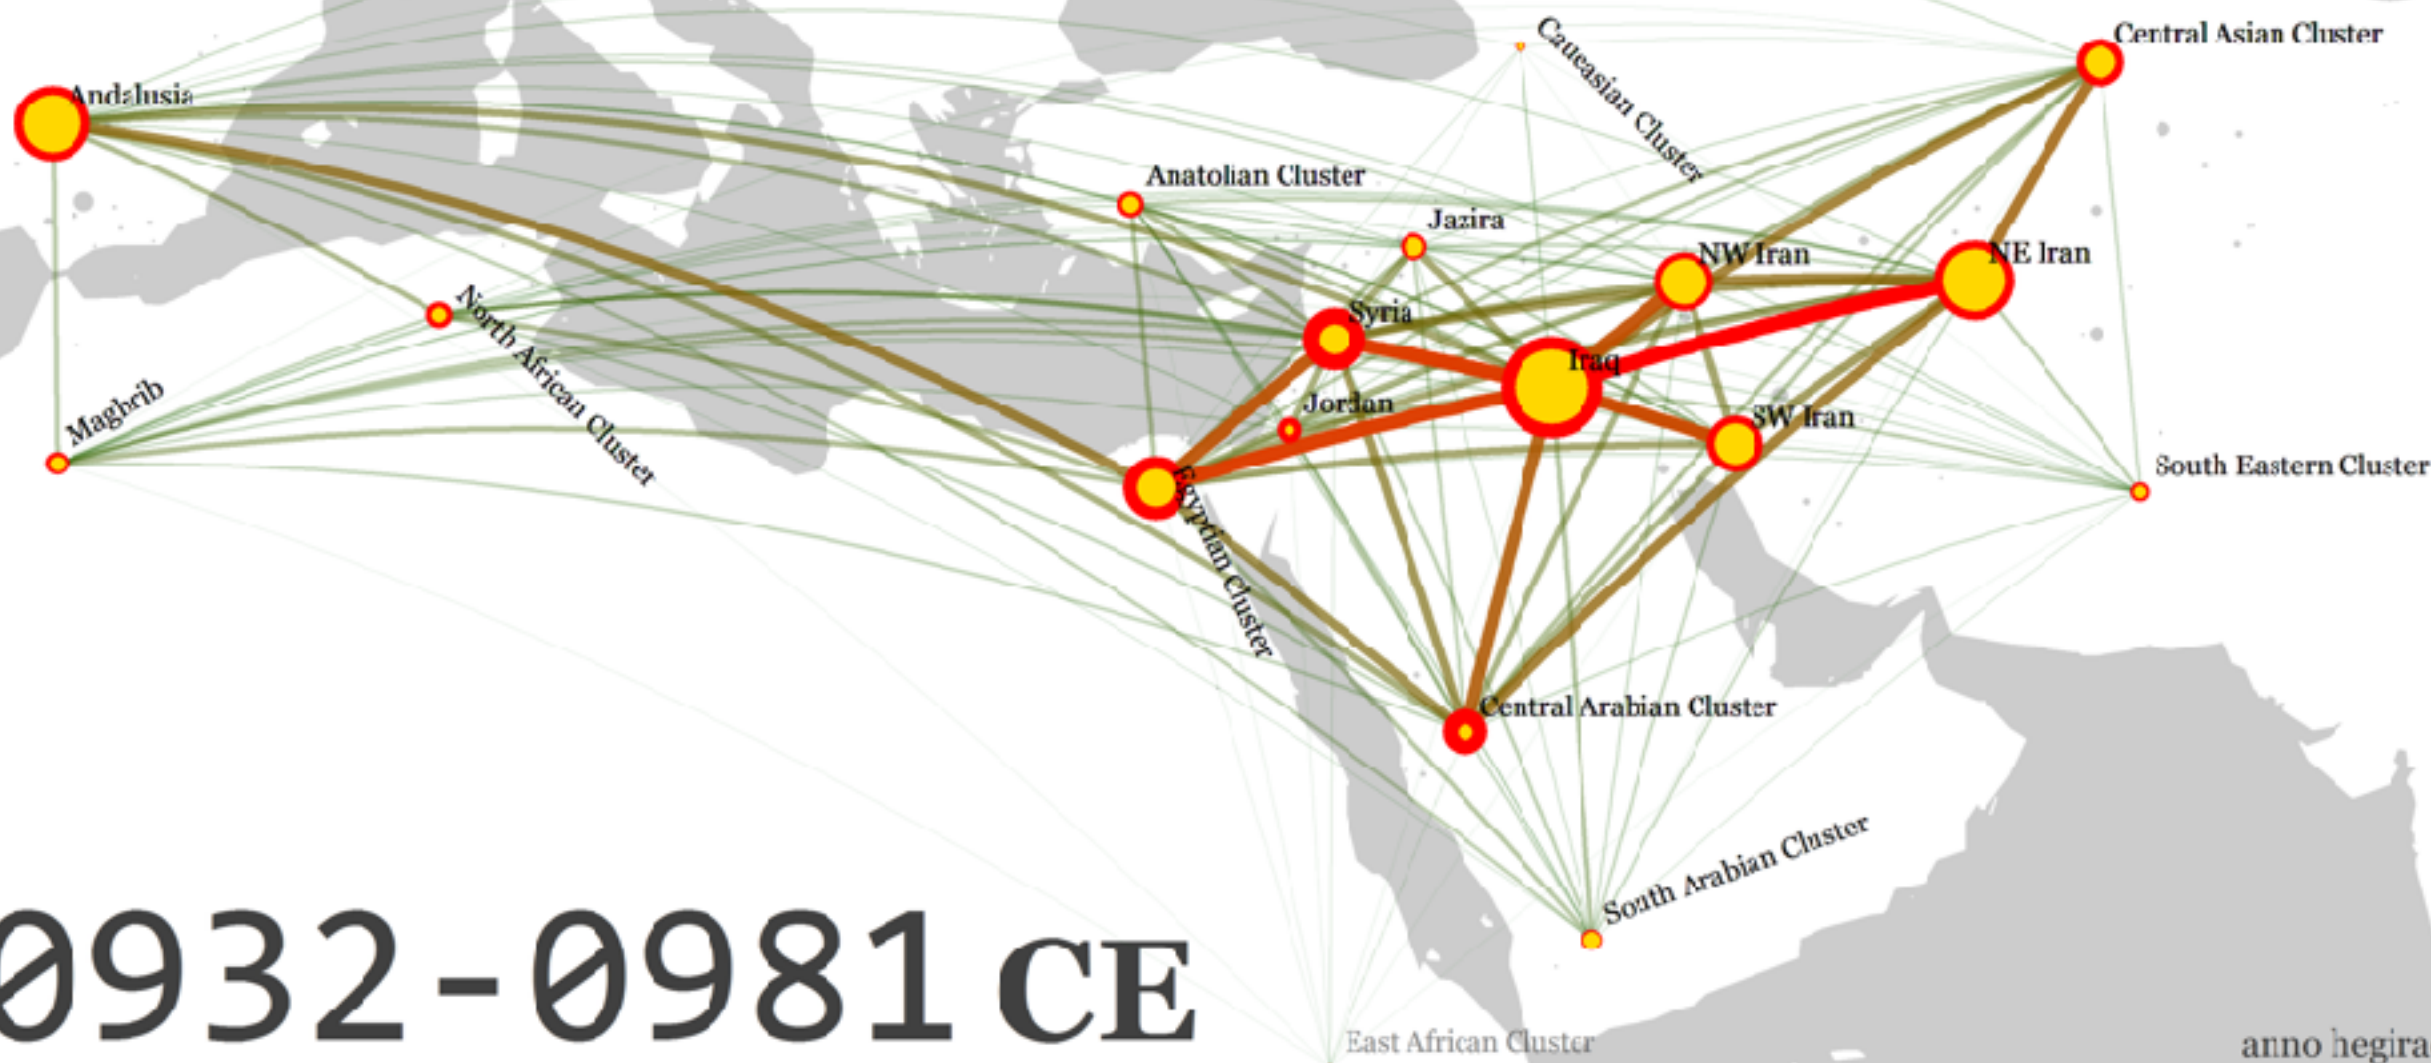 Caucasian Cluster
Central Asian Cluster
Andalusia
Anatolian Cluster
Jazira
NW Iran
NE Iran
North African Cluster
Syria
Iraq
Maghrib
Jordan
SW Iran
South Eastern Cluster
Egyptian Cluster
Central Arabian Cluster
South Arabian Cluster
0932-0981 CE
East African Cluster
anno hegira